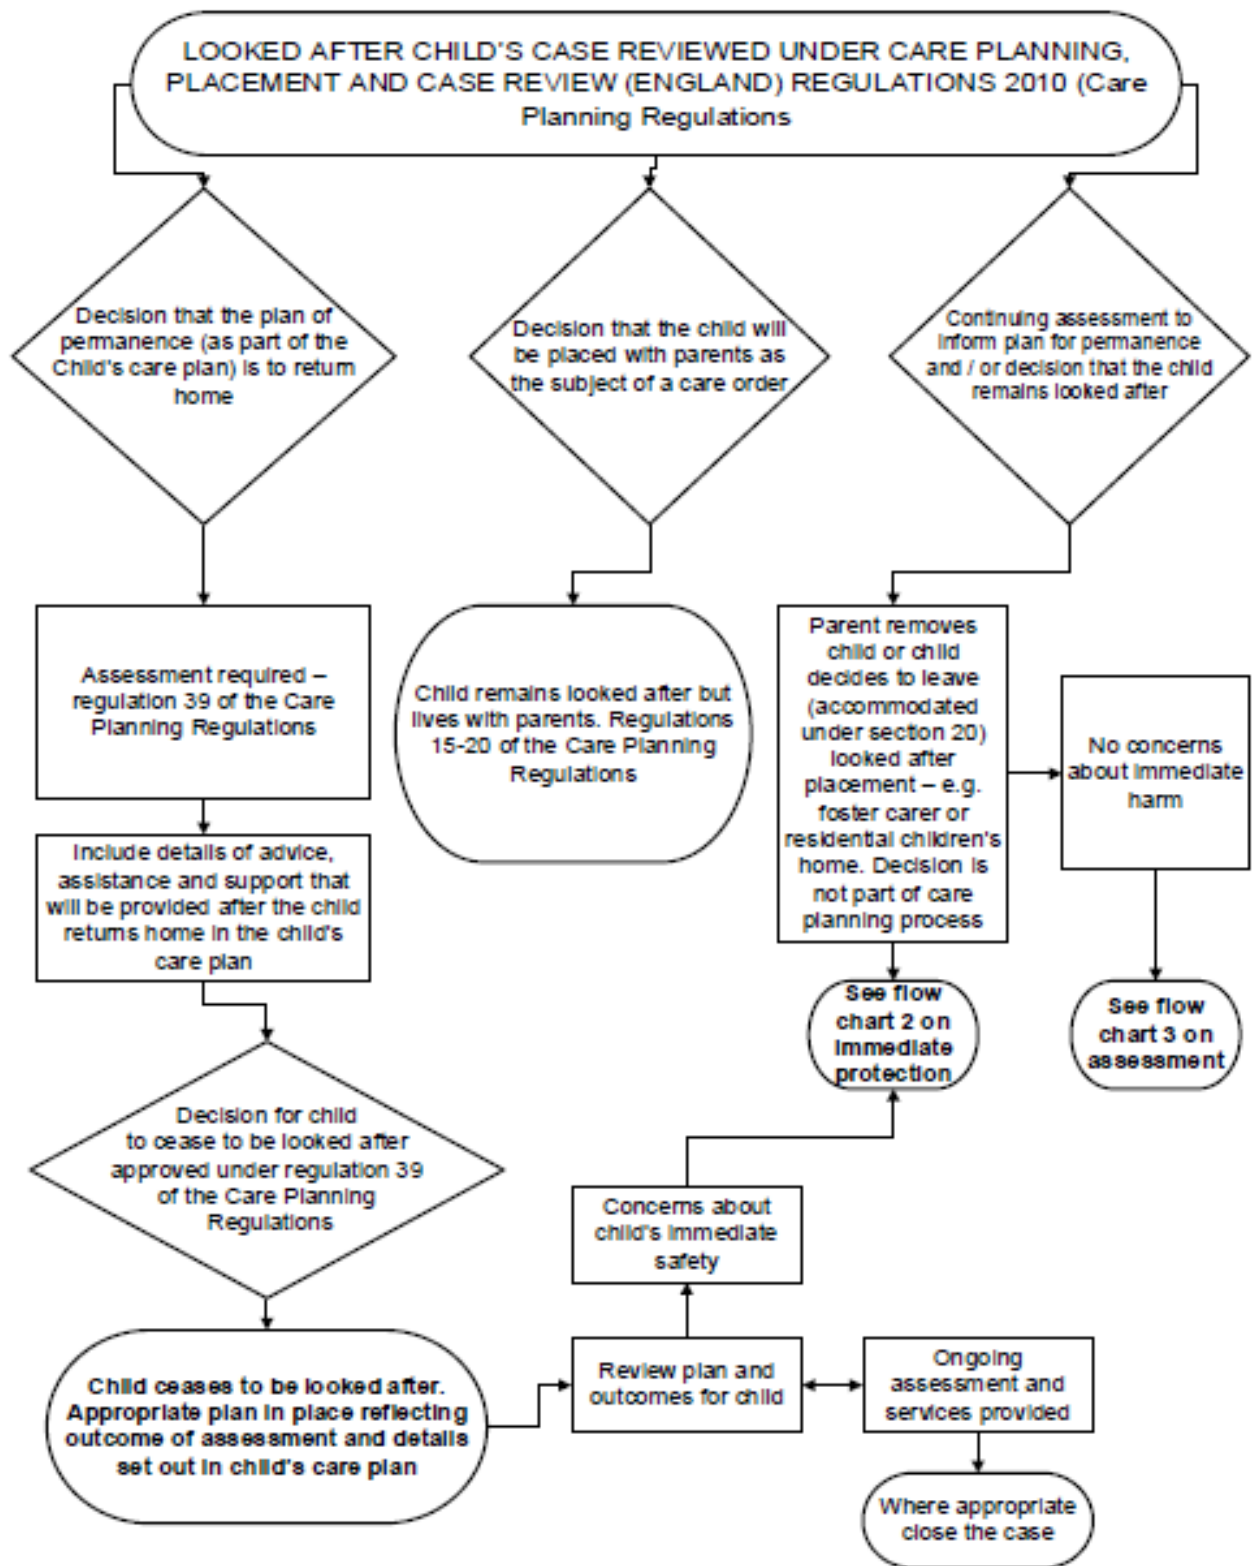 LOOKED AFTER CHILD'S CASE REVIEWED UNDER CARE PLANNING,
PLACEMENT AND CASE REVIEW (ENGLAND) REGULATIONS 2010 (Care
Planning Regulations
Decision that the plan of
permanence (as part of the
Child's care plan) is to return
home
Decision that the child will
be placed with parents as
the subject of a care order
Continuing assessment to
inform plan for permanence
and / or decision that the child
remains looked after
Assessment required –
regulation 39 of the Care
Planning Regulations
Child remains looked after but
lives with parents. Regulations
15-20 of the Care Planning
Regulations
Parent removes
child or child
decides to leave
(accommodated
under section 20)
looked after
placement – e.g.
foster carer or
residential children's
home. Decision is
not part of care
planning process
No concerns
about immediate
harm
Include details of advice,
assistance and support that
will be provided after the child
returns home in the child's
care plan
See flow
chart 2 on
immediate
protection
See flow
chart 3 on
assessment
Decision for child
to cease to be looked after
approved under regulation 39
of the Care Planning
Regulations
Concerns about
child's immediate
safety
Child ceases to be looked after.
Appropriate plan in place reflecting
outcome of assessment and details
set out in child's care plan
Review plan and
outcomes for child
Ongoing
assessment and
services provided
Where appropriate
close the case